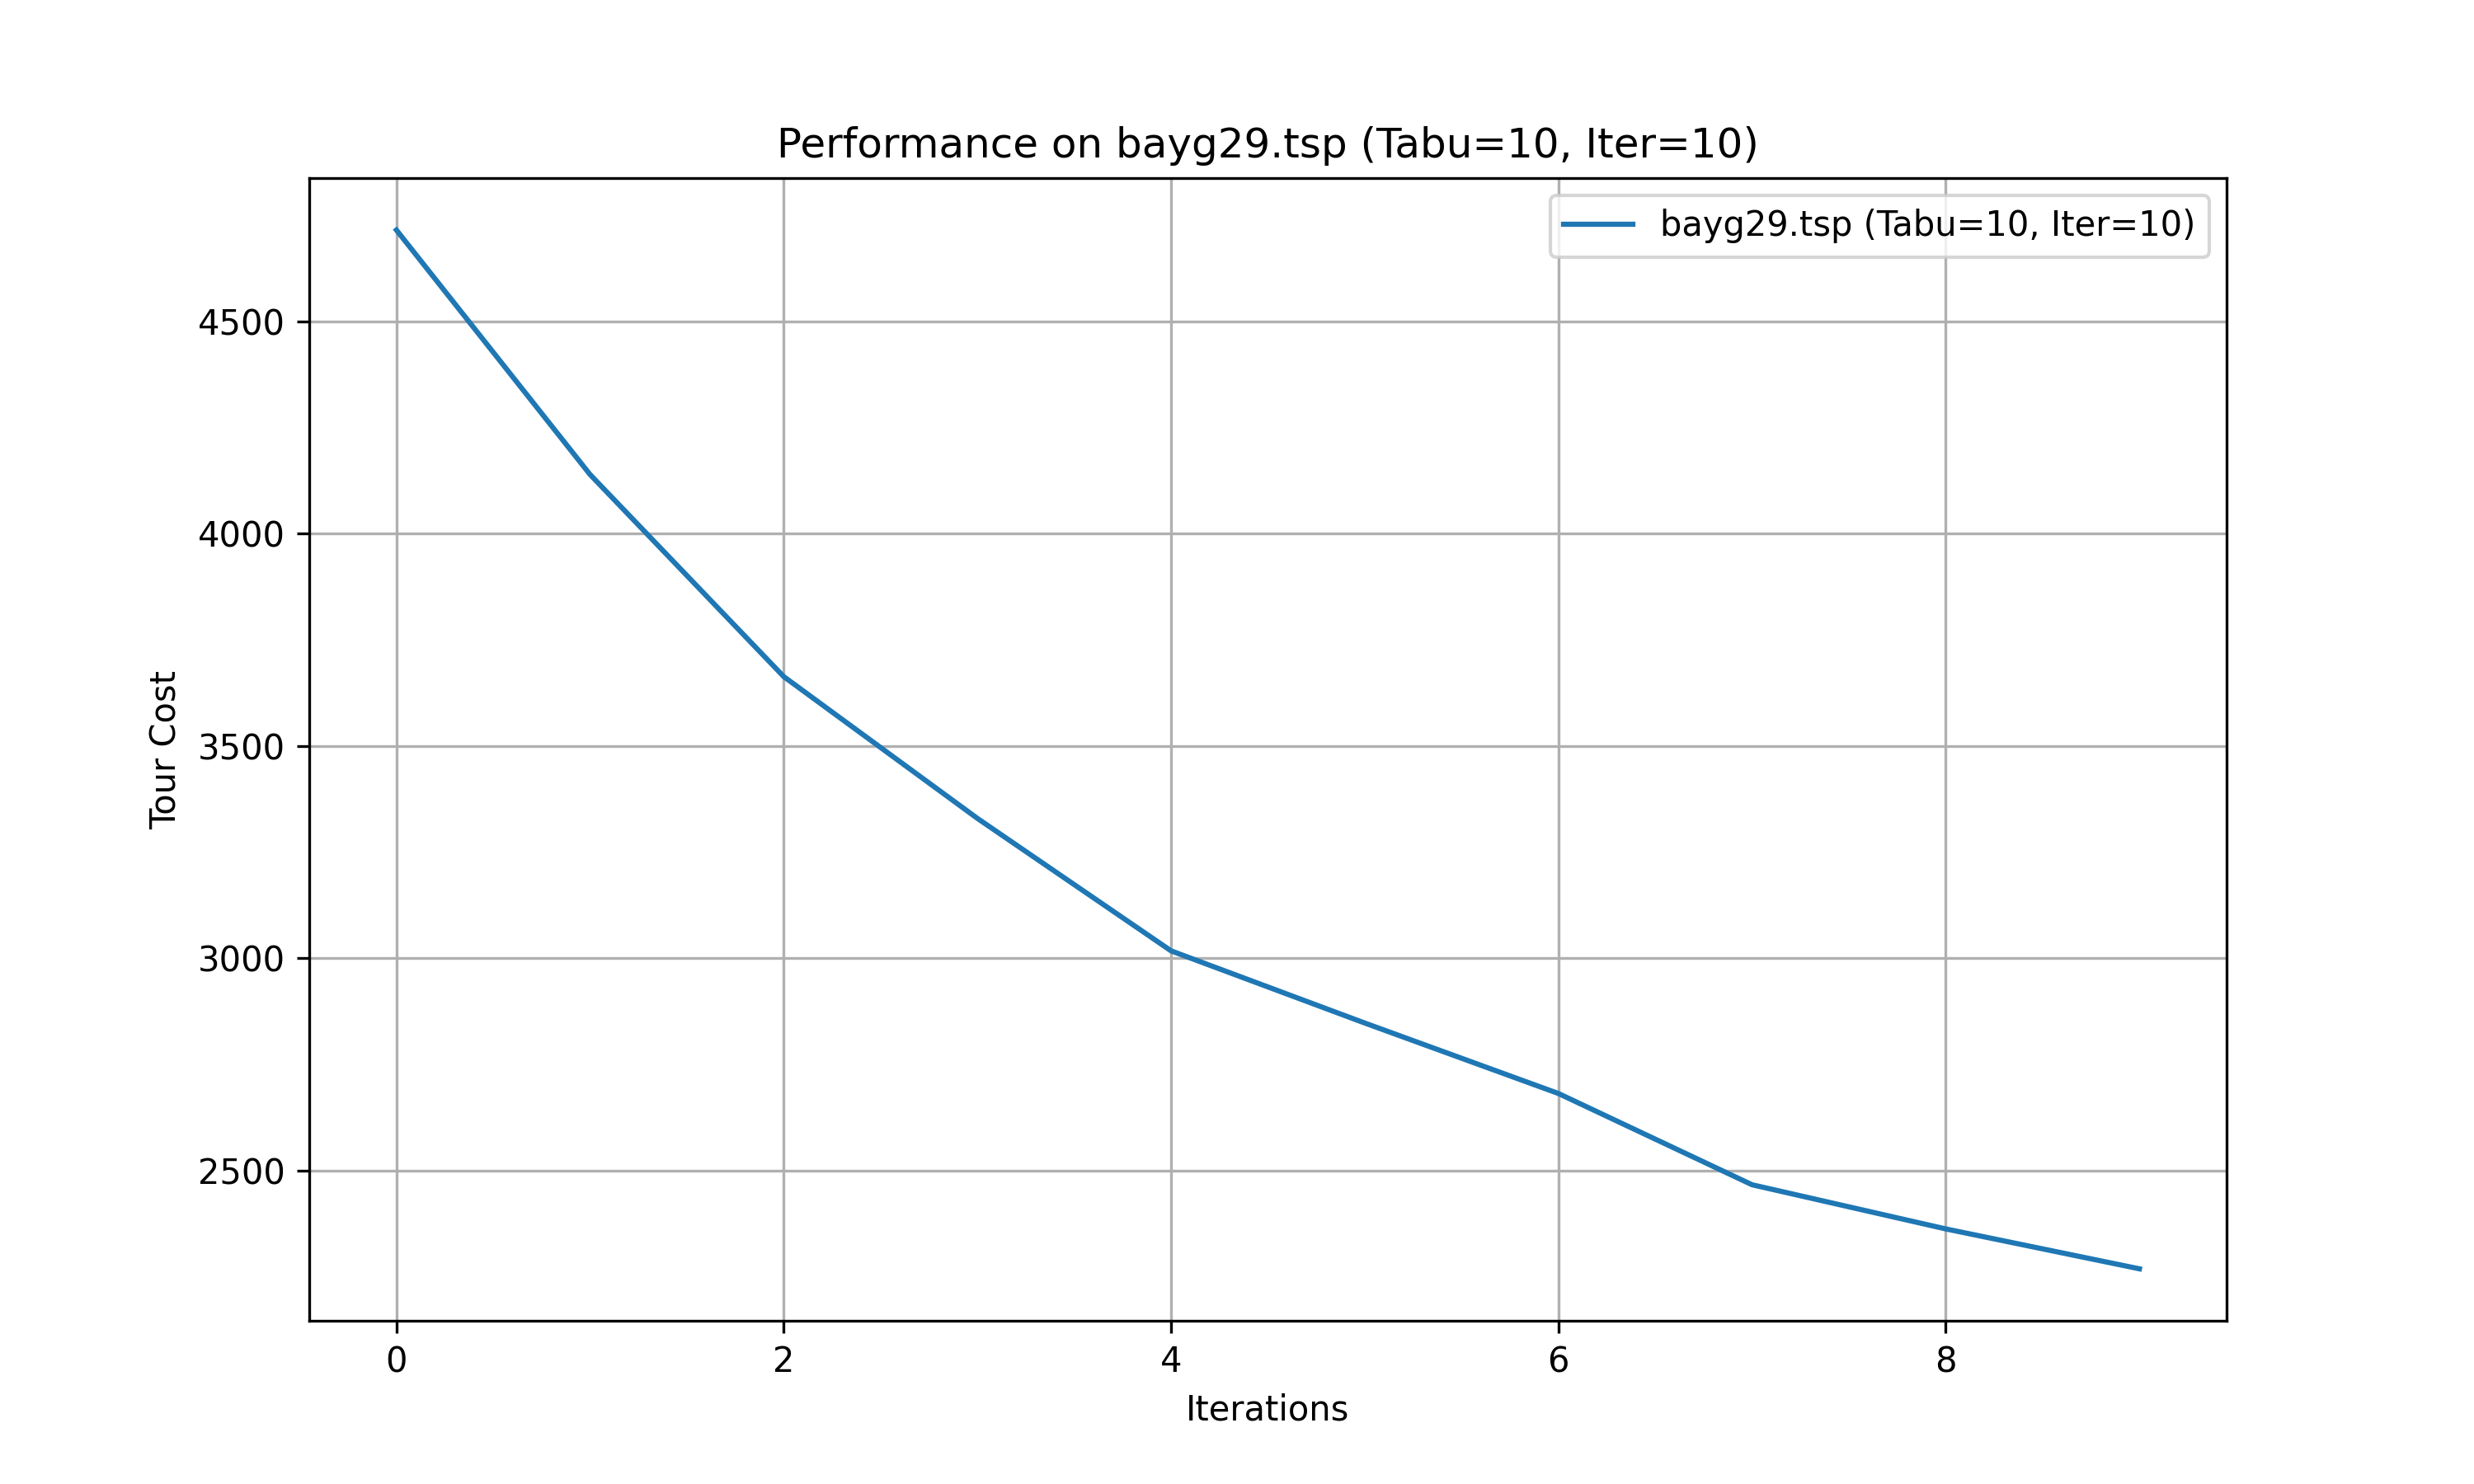 Performance on bayg29.tsp (Tabu=10, Iter=10)
bayg29.tsp (Tabu=10, Iter=10)
Tour Cost
4500
4000
3500
3000
2500
0 2 4 6 8
Iterations